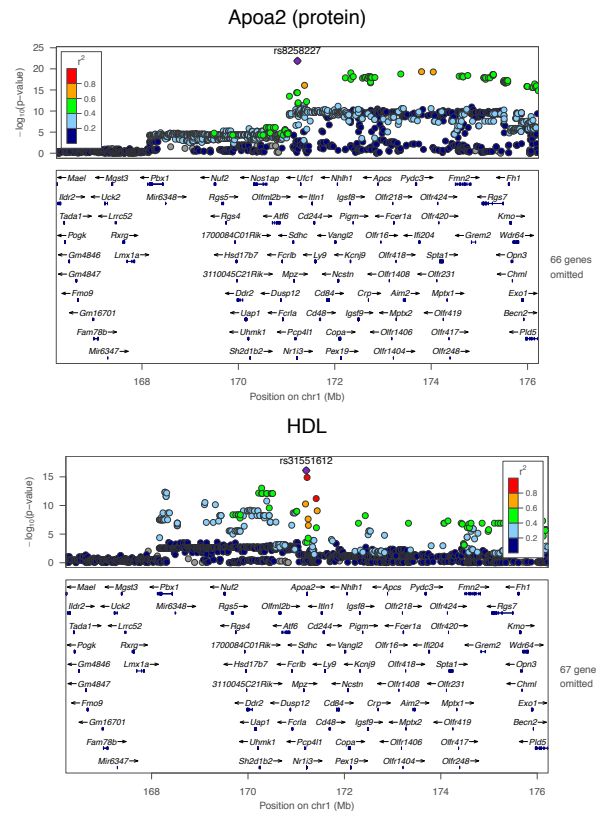 Apoa2 (protein)
rs8258227
r²
0.8
0.6
0.4
0.2
25
20
15
10
5
0
−log₁₀(p−value)
←Mael Mgst3→ Pbx1→ Nuf2→ Nos1ap→ ←Ufc1 Nhlh1→ ←Apcs Pydc3→ Fmn2→ ←Fh1
Ildr2→ ←Uck2 Mir6348→ Rgs5→ Olfml2b→ ←Itln1 Igsf8→ Olfr218→ Olfr424→ Rgs7→
Tada1→ ←Lrrc52 ←Rgs4 Atf6→ Cd244→ Pigm→ ←Fcer1a Olfr420→ Kmo→
←Pogk Rxrg→ 1700084C01Rik→ ←Sdhc Vangl2→ Olfr16→ ←Ifi204 ←Grem2 Wdr64→
←Gm4846 Lmx1a→ ←Hsd17b7 ←Fcrlb ←Ly9 ←Kcnj9 ←Olfr418 Spta1→ Opn3→
←Gm4847 3110045C21Rik→ Mpz→ ←Ncstn Olfr1408→ Olfr231→ ←Chml
←Fmo9 Ddr2→ ←Dusp12 Cd84→ Crp→ Aim2→ Mptx1→ Exo1→
←Gm16701 ←Uap1 ←Fcrla ←Cd48 ←Igsf9 ←Mptx2 ←Olfr419 Becn2→
Fam78b→ ←Uhmk1 ←Pcp4l1 Copa→ ←Olfr1406 Olfr417→ ←Pld5
Mir6347→ Sh2d1b2→ ←Nr1i3 Pex19→ Olfr1404→ Olfr248→
66 genes
omitted
168
170
172
174
176
Position on chr1 (Mb)
HDL
rs31551612
r²
0.8
0.6
0.4
0.2
15
10
5
0
−log₁₀(p−value)
←Mael Mgst3→ Pbx1→ ←Nuf2 Apoa2→ Nhlh1→ ←Apcs Pydc3→ Fmn2→ ←Fh1
Ildr2→ ←Uck2 Mir6348→ Rgs5→ Olfml2b→ ←Itln1 Igsf8→ Olfr218→ Olfr424→ Rgs7→
Tada1→ ←Lrrc52 Rgs4→ Atf6→ Cd244→ Pigm→ ←Fcer1a Olfr420→ Kmo→
←Pogk Rxrg→ 1700084C01Rik→ ←Sdhc Vangl2→ Olfr16→ ←Ifi204 ←Grem2 Wdr64→
←Gm4846 Lmx1a→ ←Hsd17b7 ←Fcrlb ←Ly9 ←Kcnj9 ←Olfr418 Spta1→ Opn3→
←Gm4847 3110045C21Rik→ Mpz→ ←Ncstn Olfr1408→ Olfr231→ ←Chml
←Fmo9 Ddr2→ ←Dusp12 Cd84→ Crp→ Aim2→ Mptx1→ Exo1→
←Gm16701 ←Uap1 ←Fcrla ←Cd48 ←Igsf9 ←Mptx2 ←Olfr419 Becn2→
Fam78b→ ←Uhmk1 ←Pcp4l1 Copa→ ←Olfr1406 Olfr417→ ←Pld5
Mir6347→ Sh2d1b2→ ←Nr1i3 Pex19→ Olfr1404→ Olfr248→
67 gene
omitted
168
170
172
174
176
Position on chr1 (Mb)